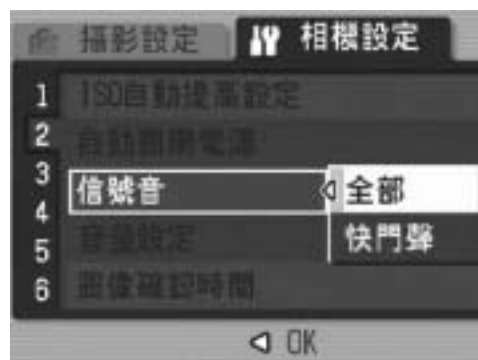 攝影設定 相機設定
1 ISO自動提高設定
2 自動關閉電源
3 信號音 全部
4 音量設定 快門聲
5
6 圖像確認時間
OK